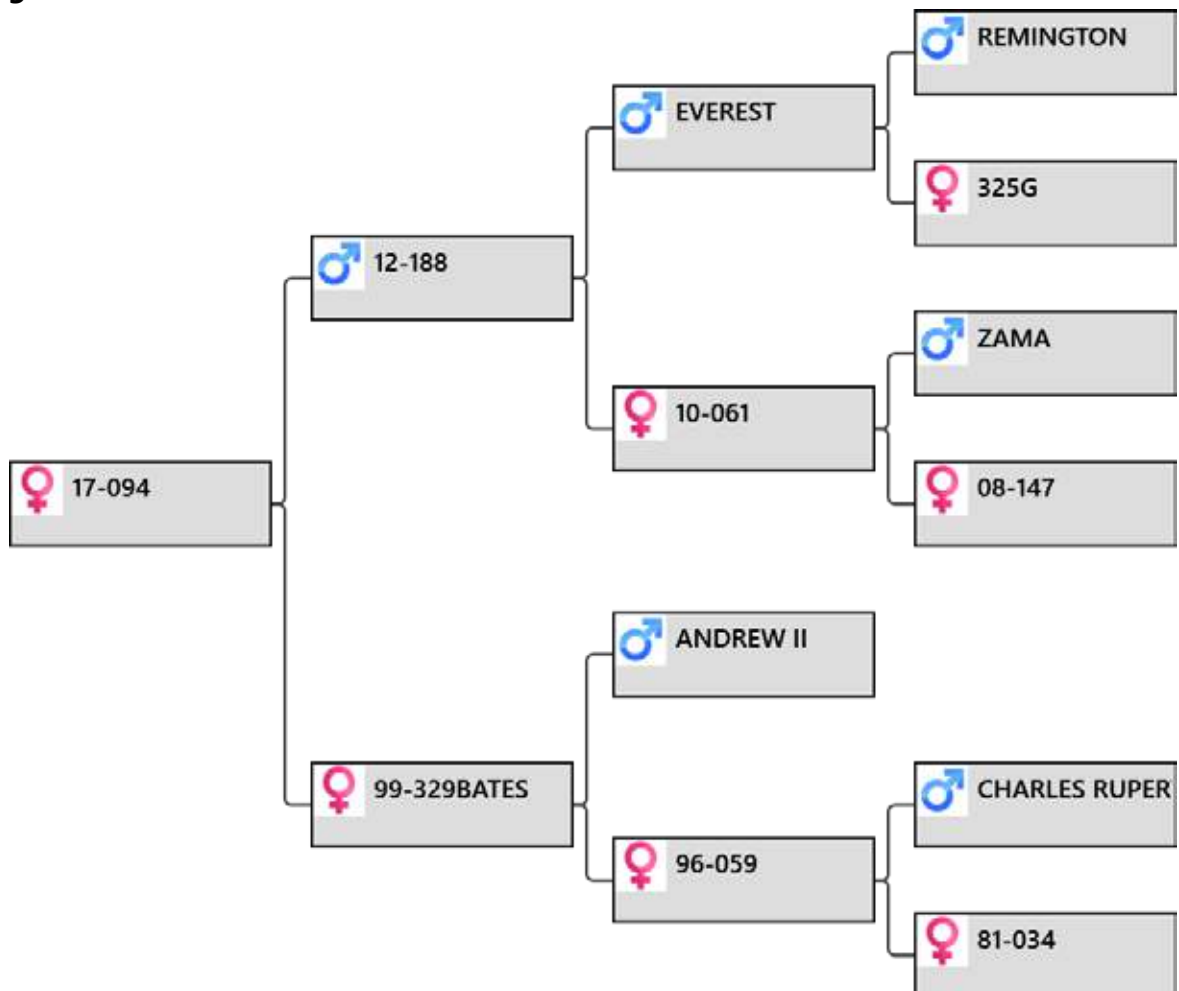 REMINGTON
EVEREST
325G
12-188
ZAMA
10-061
08-147
17-094
ANDREW II
99-329BATES
CHARLES RUPER
96-059
81-034